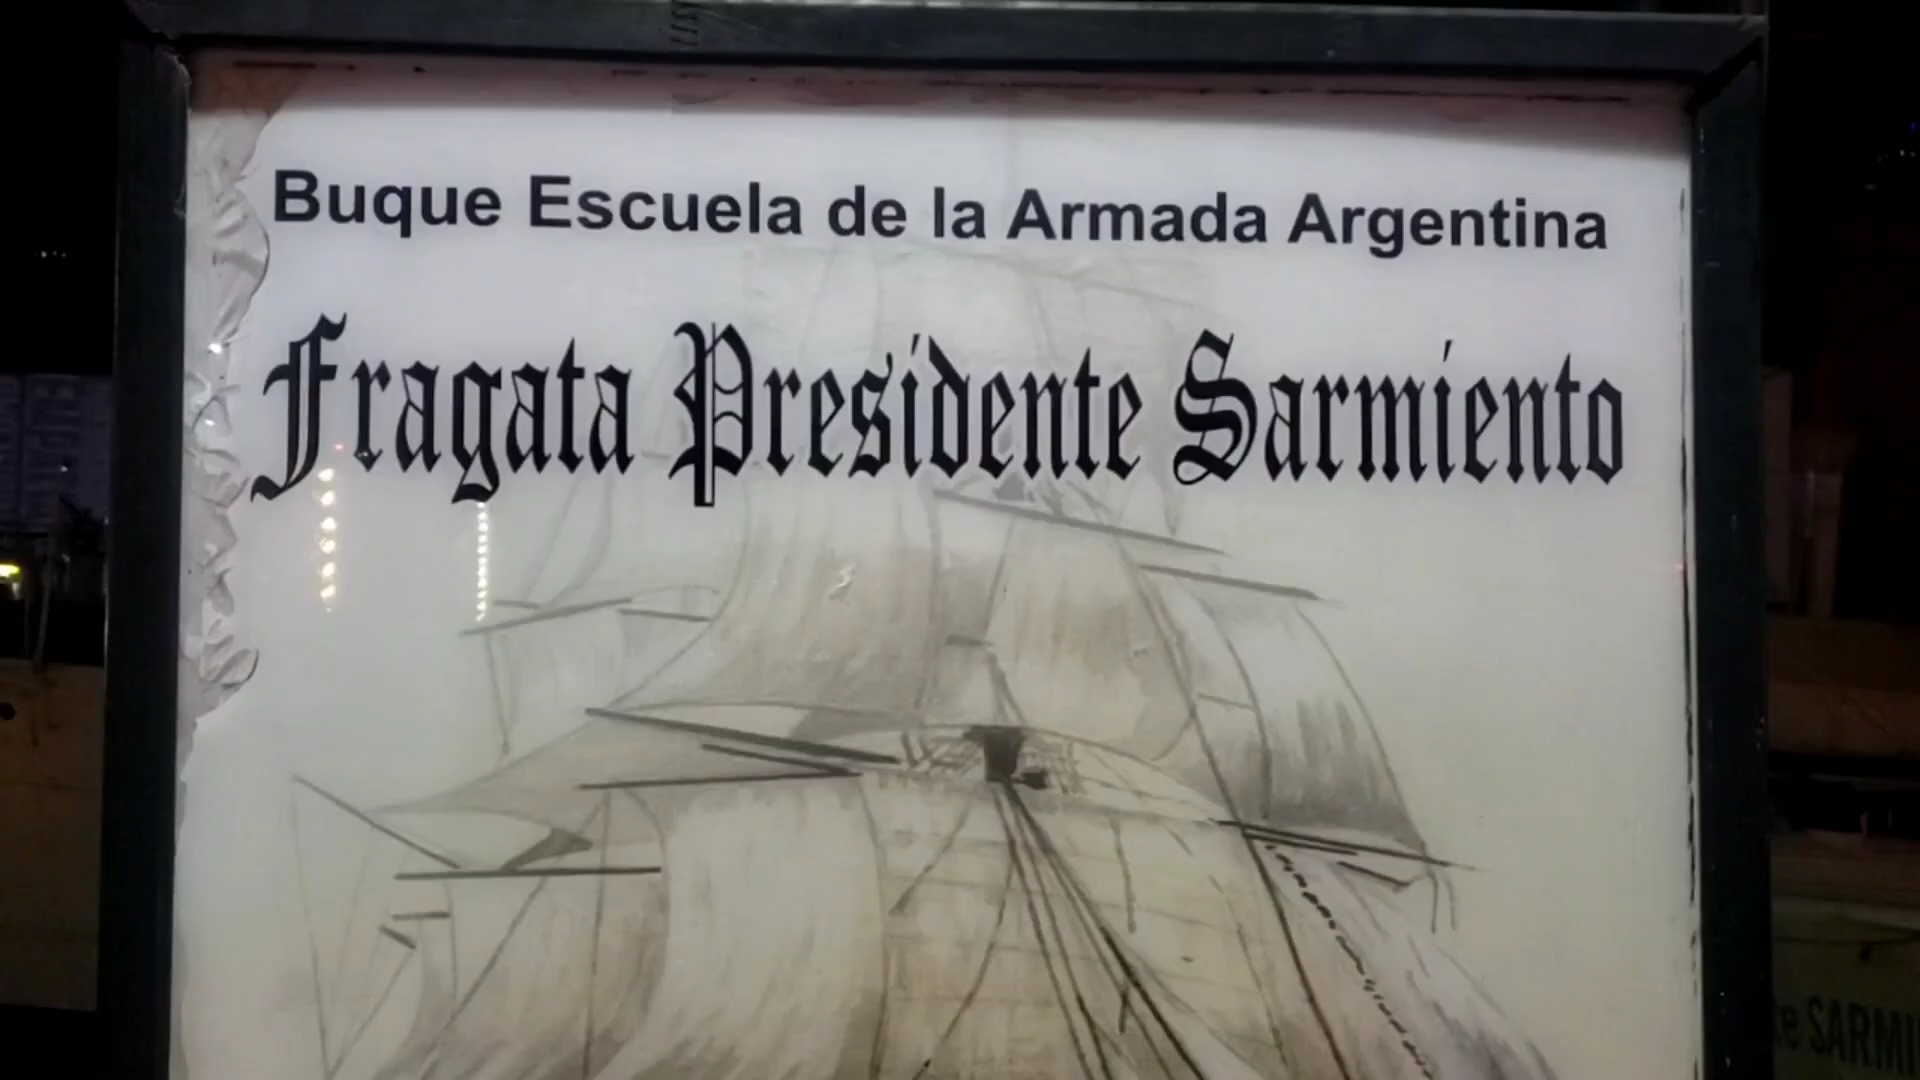 Buque Escuela de la Armada Argentina
Fragata Presidente Sarmiento